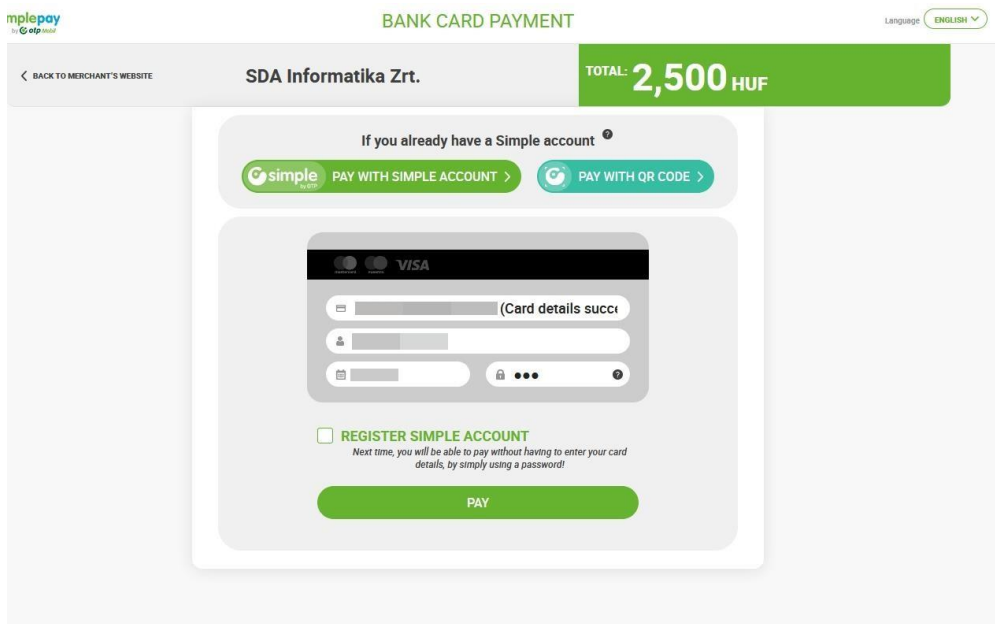 mplepay
by otp Mobil
BANK CARD PAYMENT
Language ENGLISH
BACK TO MERCHANT'S WEBSITE
SDA Informatika Zrt.
TOTAL: 2,500 HUF
If you already have a Simple account ?
simple by OTP PAY WITH SIMPLE ACCOUNT
PAY WITH QR CODE
VISA
(Card details succe
?
REGISTER SIMPLE ACCOUNT
Next time, you will be able to pay without having to enter your card
details, by simply using a password!
PAY